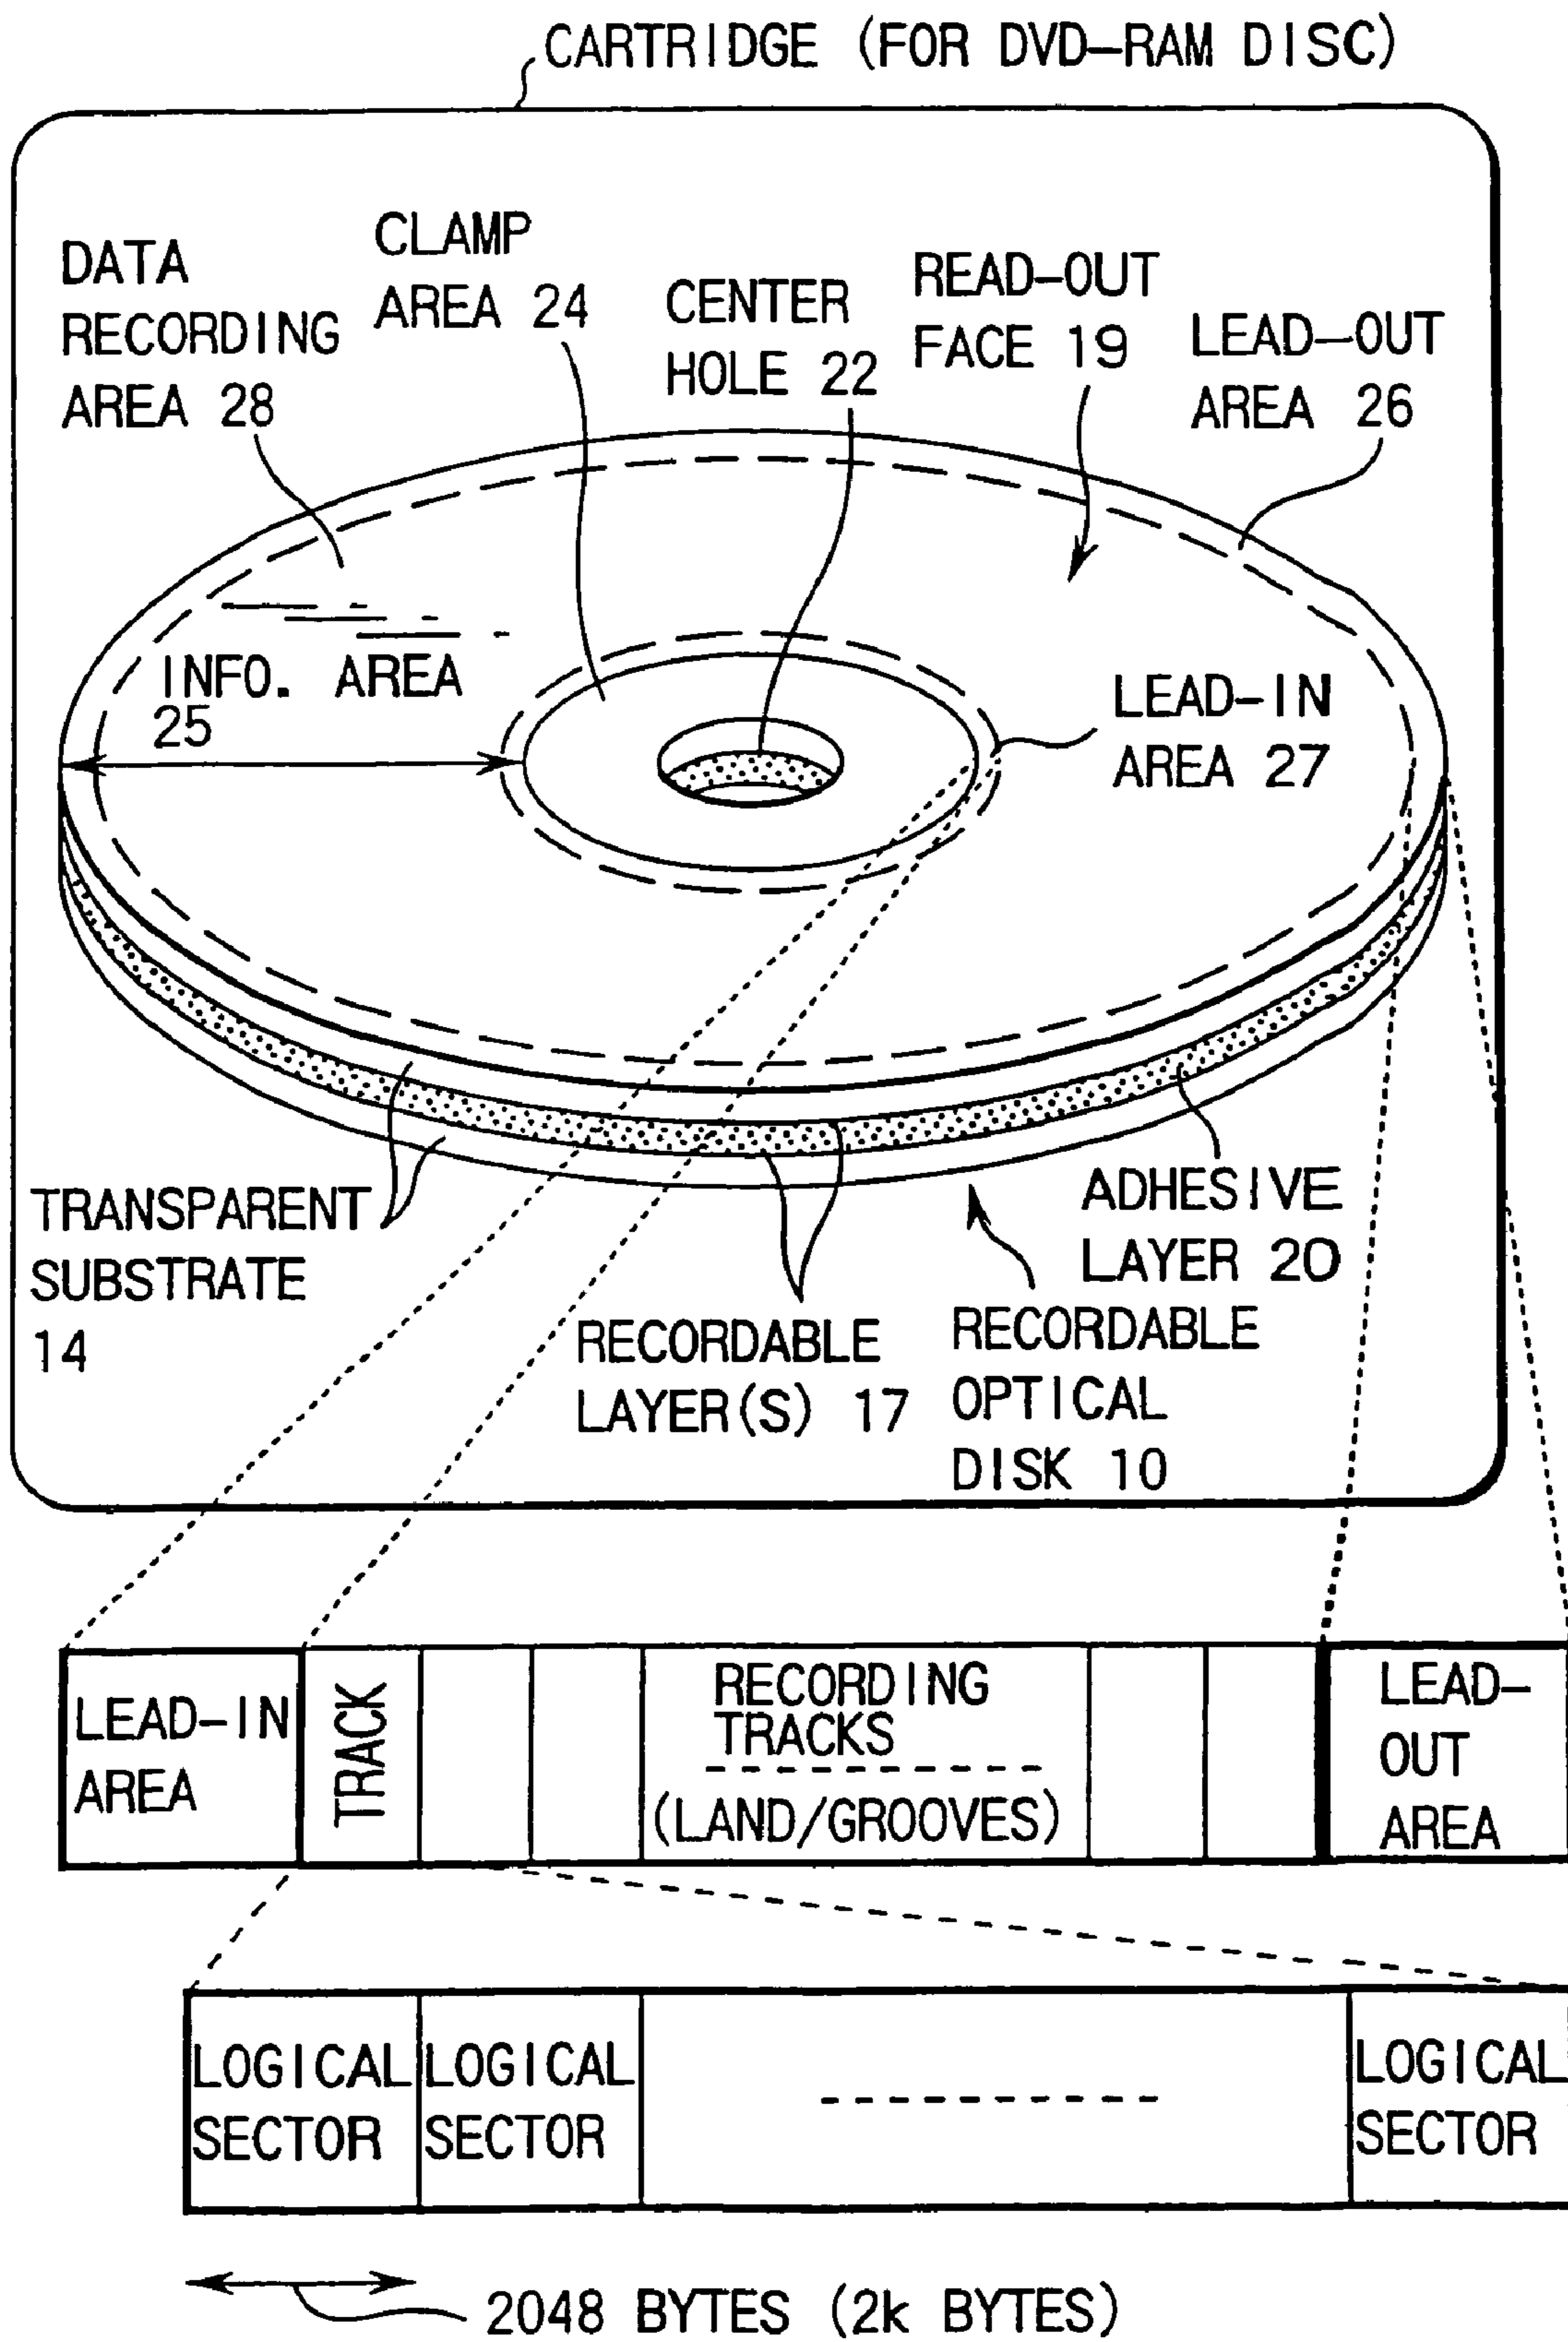 CARTRIDGE (FOR DVD-RAM DISC)
DATA
RECORDING
AREA 28
CLAMP
AREA 24
CENTER
HOLE 22
READ-OUT
FACE 19
LEAD-OUT
AREA 26
INFO. AREA
25
LEAD-IN
AREA 27
TRANSPARENT
SUBSTRATE
14
RECORDABLE
LAYER(S) 17
ADHESIVE
LAYER 20
RECORDABLE
OPTICAL
DISK 10
LEAD-IN
AREA
TRACK
RECORDING
TRACKS
(LAND/GROOVES)
LEAD-
OUT
AREA
LOGICAL
SECTOR
LOGICAL
SECTOR
LOGICAL
SECTOR
2048 BYTES (2k BYTES)